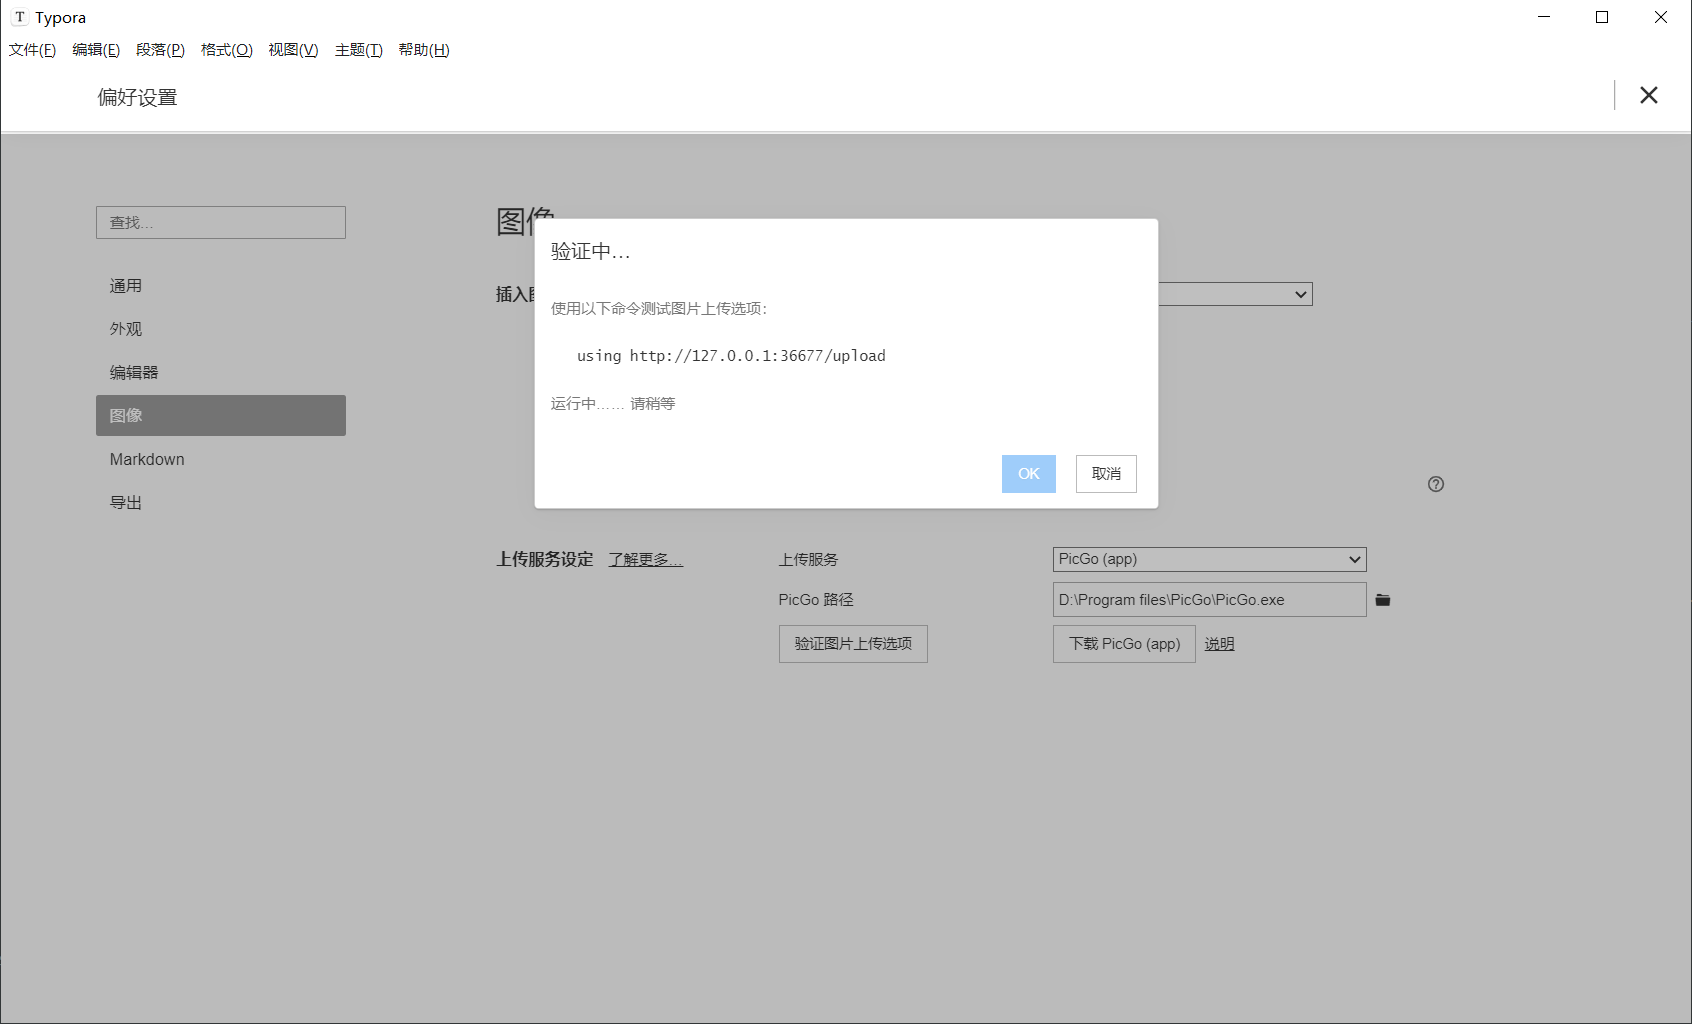 Typora
文件(F) 编辑(E) 段落(P) 格式(O) 视图(V) 主题(T) 帮助(H)
偏好设置
查找...
通用
外观
编辑器
图像
Markdown
导出
图像
插入
验证中...
使用以下命令测试图片上传选项:
using http://127.0.0.1:36677/upload
运行中…… 请稍等
OK 取消
上传服务设定 了解更多... 上传服务 PicGo (app)
PicGo 路径 D:\Program files\PicGo\PicGo.exe
验证图片上传选项 下载 PicGo (app) 说明